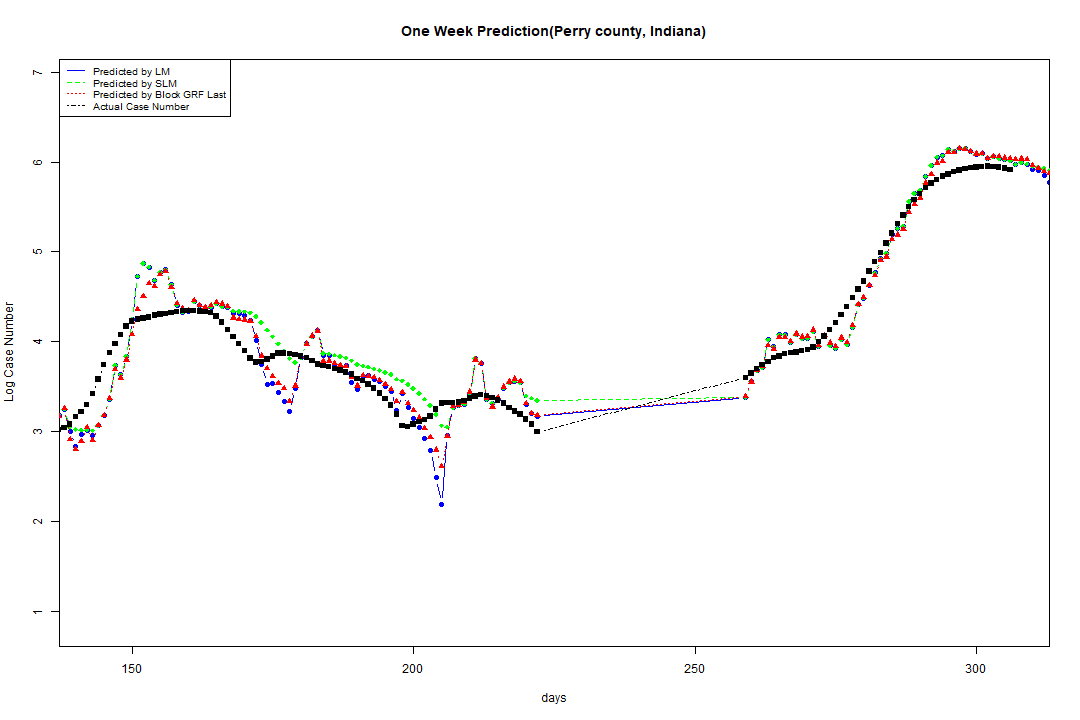 One Week Prediction(Perry county, Indiana)
Predicted by LM
Predicted by SLM
Predicted by Block GRF Last
Actual Case Number
7
6
5
4
3
2
1
Log Case Number
150 200 250 300
days